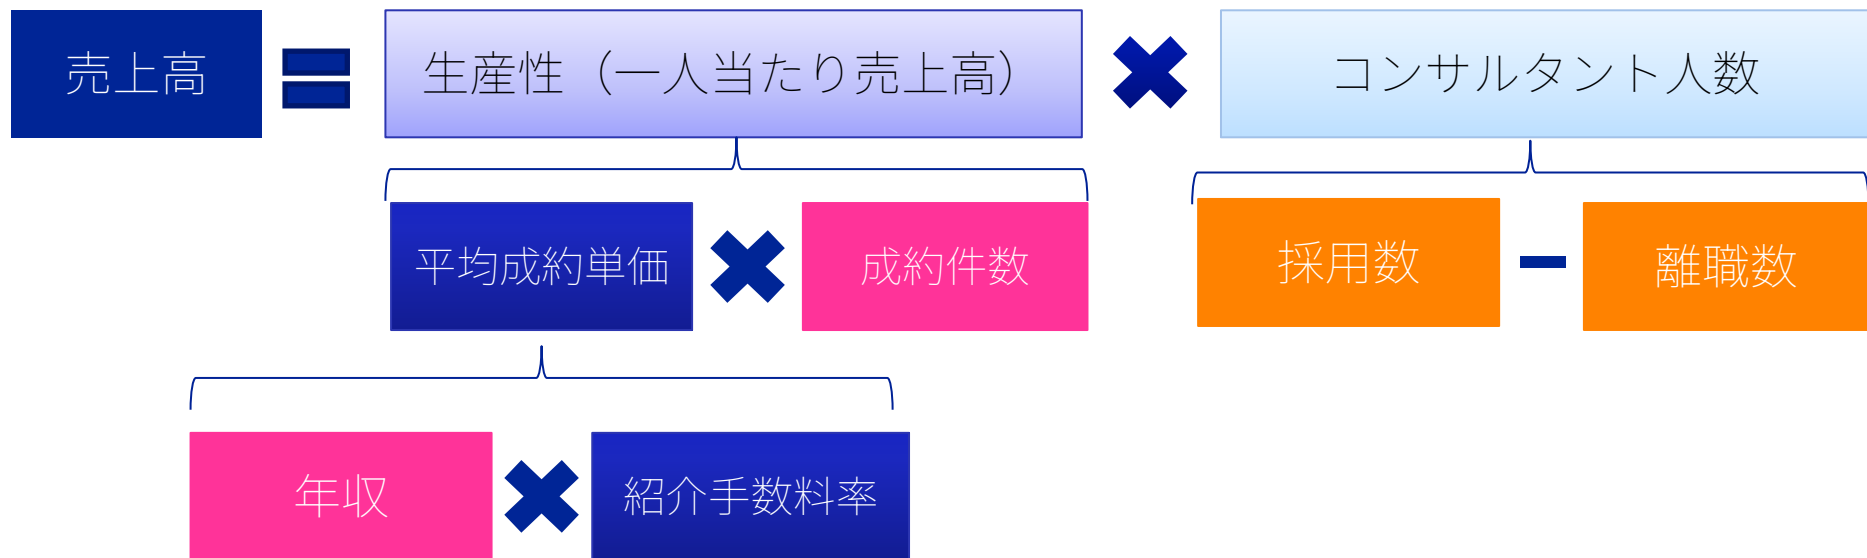 売上高
生産性（一人当たり売上高）
コンサルタント人数
平均成約単価
成約件数
採用数
離職数
年収
紹介手数料率